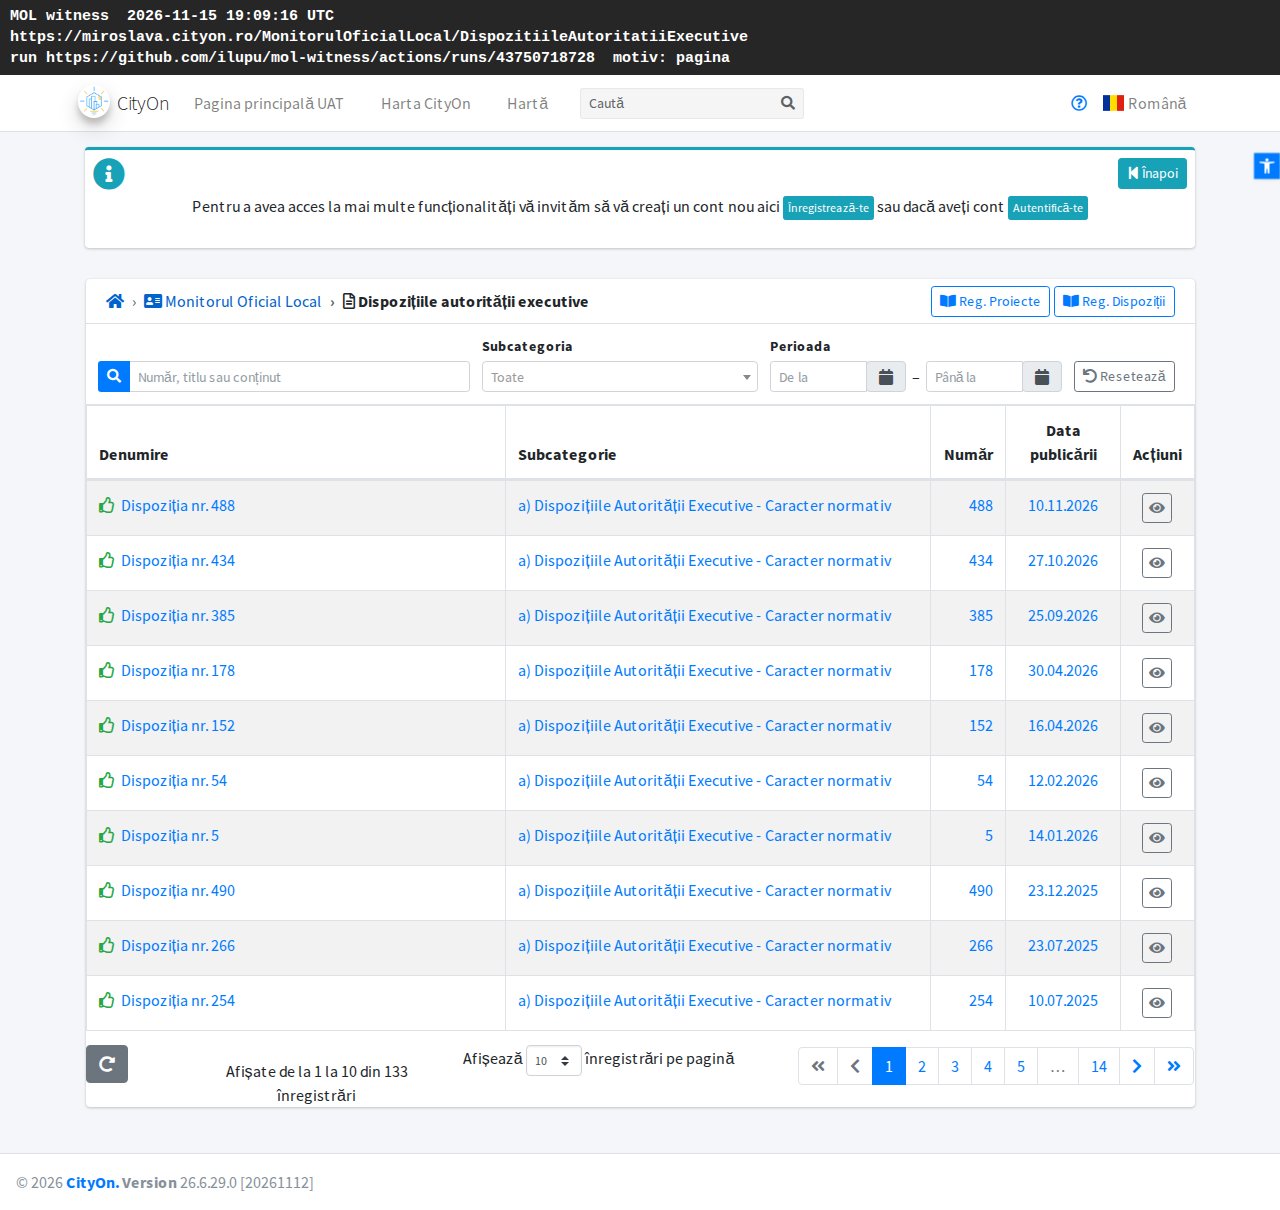 MOL witness  2026-11-15 19:09:16 UTC
https://miroslava.cityon.ro/MonitorulOficialLocal/DispozitiileAutoritatiiExecutive
run https://github.com/ilupu/mol-witness/actions/runs/43750718728  motiv: pagina
CityOn Pagina principală UAT Harta CityOn Hartă Caută Română
Înapoi
Pentru a avea acces la mai multe funcționalități vă invităm să vă creați un cont nou aici Înregistrează-te sau dacă aveți cont Autentifică-te
› Monitorul Oficial Local › Dispozițiile autorității executive Reg. Proiecte Reg. Dispoziții
Subcategoria Perioada
Număr, titlu sau conținut Toate De la – Până la Resetează
Denumire Subcategorie Număr Data publicării Acțiuni
Dispoziția nr. 488 a) Dispozițiile Autorității Executive - Caracter normativ 488 10.11.2026
Dispoziția nr. 434 a) Dispozițiile Autorității Executive - Caracter normativ 434 27.10.2026
Dispoziția nr. 385 a) Dispozițiile Autorității Executive - Caracter normativ 385 25.09.2026
Dispoziția nr. 178 a) Dispozițiile Autorității Executive - Caracter normativ 178 30.04.2026
Dispoziția nr. 152 a) Dispozițiile Autorității Executive - Caracter normativ 152 16.04.2026
Dispoziția nr. 54 a) Dispozițiile Autorității Executive - Caracter normativ 54 12.02.2026
Dispoziția nr. 5 a) Dispozițiile Autorității Executive - Caracter normativ 5 14.01.2026
Dispoziția nr. 490 a) Dispozițiile Autorității Executive - Caracter normativ 490 23.12.2025
Dispoziția nr. 266 a) Dispozițiile Autorității Executive - Caracter normativ 266 23.07.2025
Dispoziția nr. 254 a) Dispozițiile Autorității Executive - Caracter normativ 254 10.07.2025
Afișate de la 1 la 10 din 133 înregistrări Afișează 10 înregistrări pe pagină 1 2 3 4 5 … 14
© 2026 CityOn. Version 26.6.29.0 [20261112]